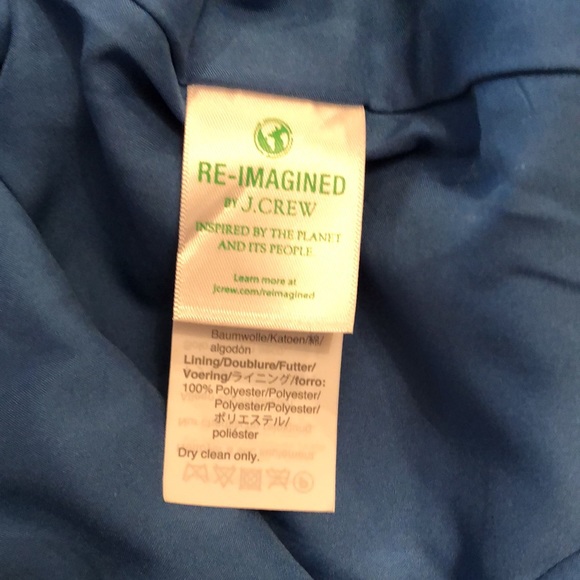 RE-IMAGINED
BY J.CREW
INSPIRED BY THE PLANET
AND ITS PEOPLE
Learn more at
jcrew.com/reimagined
Baumwolle/Katoen/綿/
algodón
Lining/Doublure/Futter/
Voering/ライニング/forro:
100% Polyester/Polyester/
Polyester/Polyester/
ポリエステル/
poliéster
Dry clean only.